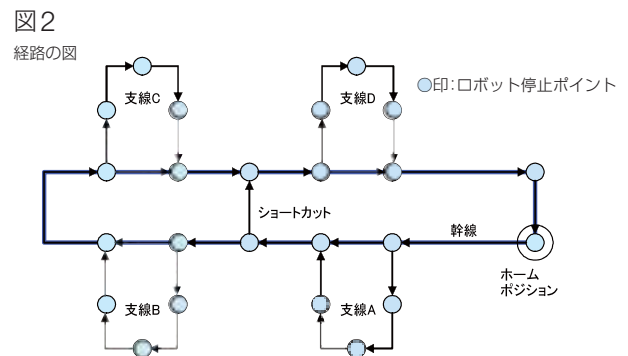 図2
経路の図
支線C
支線D
○印:ロボット停止ポイント
ショートカット
幹線
支線B
支線A
ホーム
ポジション